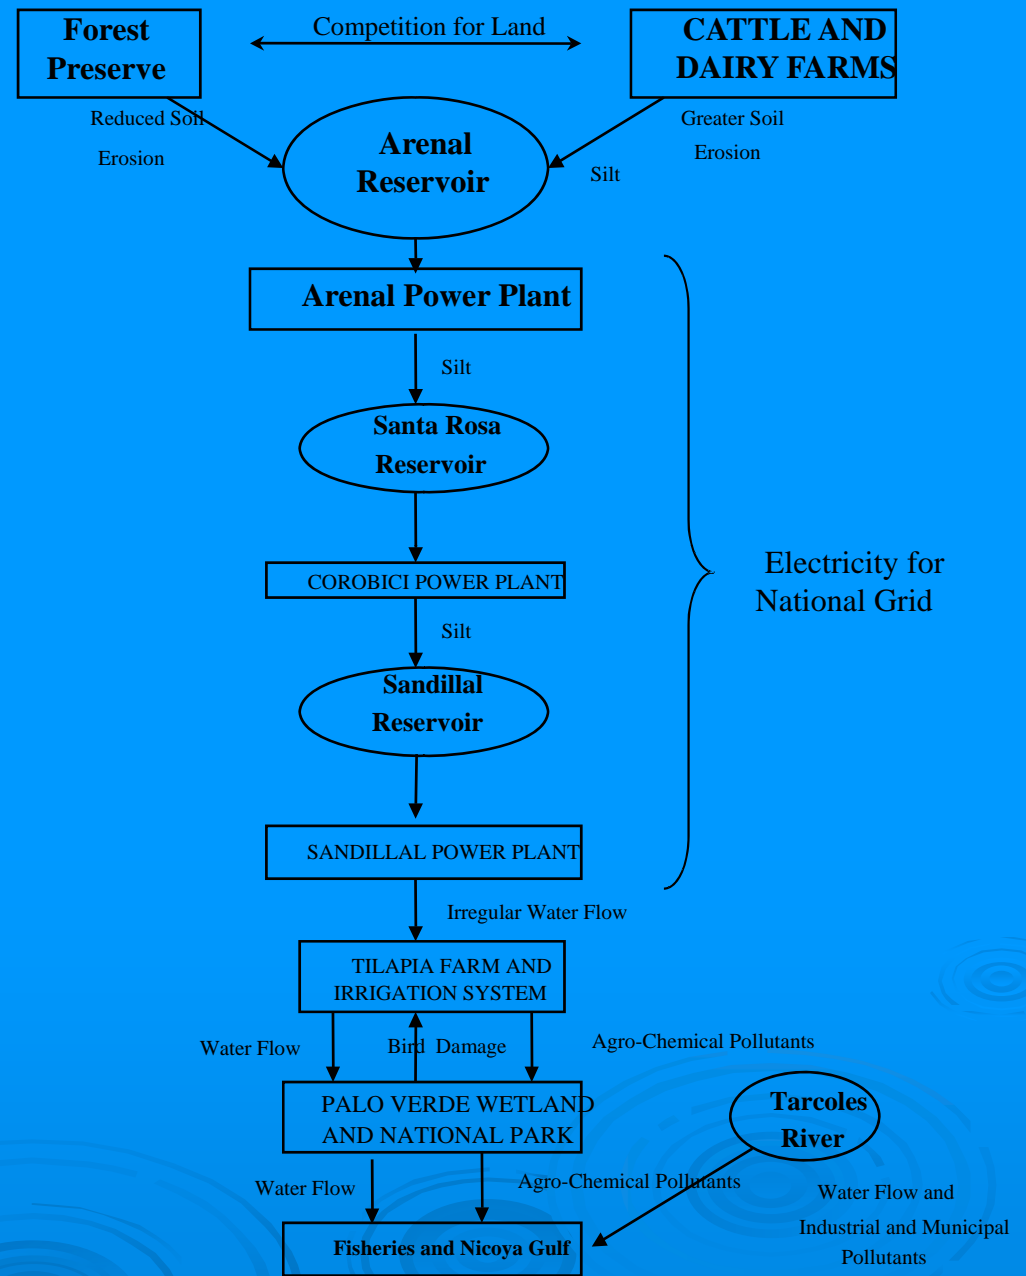 Forest
Preserve
Competition for Land
CATTLE AND
DAIRY FARMS
Reduced Soil
Erosion
Arenal
Reservoir
Greater Soil
Erosion
Silt
Arenal Power Plant
Silt
Santa Rosa
Reservoir
COROBICI POWER PLANT
Silt
Sandillal
Reservoir
Electricity for
National Grid
SANDILLAL POWER PLANT
Irregular Water Flow
TILAPIA FARM AND
IRRIGATION SYSTEM
Water Flow
Bird Damage
Agro-Chemical Pollutants
PALO VERDE WETLAND
AND NATIONAL PARK
Tarcoles
River
Water Flow
Agro-Chemical Pollutants
Water Flow and
Industrial and Municipal
Pollutants
Fisheries and Nicoya Gulf